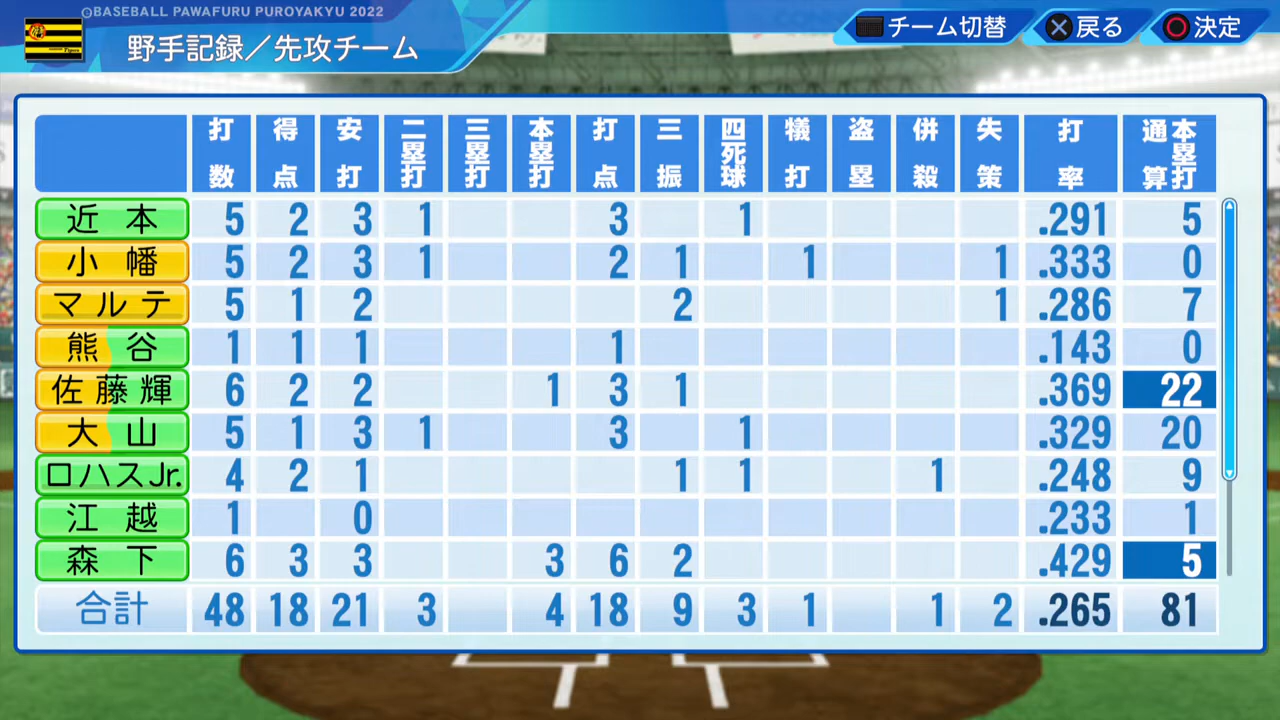 ©BASEBALL PAWAFURU PUROYAKYU 2022
野手記録／先攻チーム
チーム切替 戻る 決定
打数 得点 安打 二塁打 三塁打 本塁打 打点 三振 四死球 犠打 盗塁 併殺 失策 打率 通算本塁打
近本 5 2 3 1 3 1 .291 5
小幡 5 2 3 1 2 1 1 1 .333 0
マルテ 5 1 2 2 1 .286 7
熊谷 1 1 1 1 .143 0
佐藤輝 6 2 2 1 3 1 .369 22
大山 5 1 3 1 3 1 .329 20
ロハスJr. 4 2 1 1 1 1 .248 9
江越 1 0 .233 1
森下 6 3 3 3 6 2 .429 5
合計 48 18 21 3 4 18 9 3 1 1 2 .265 81